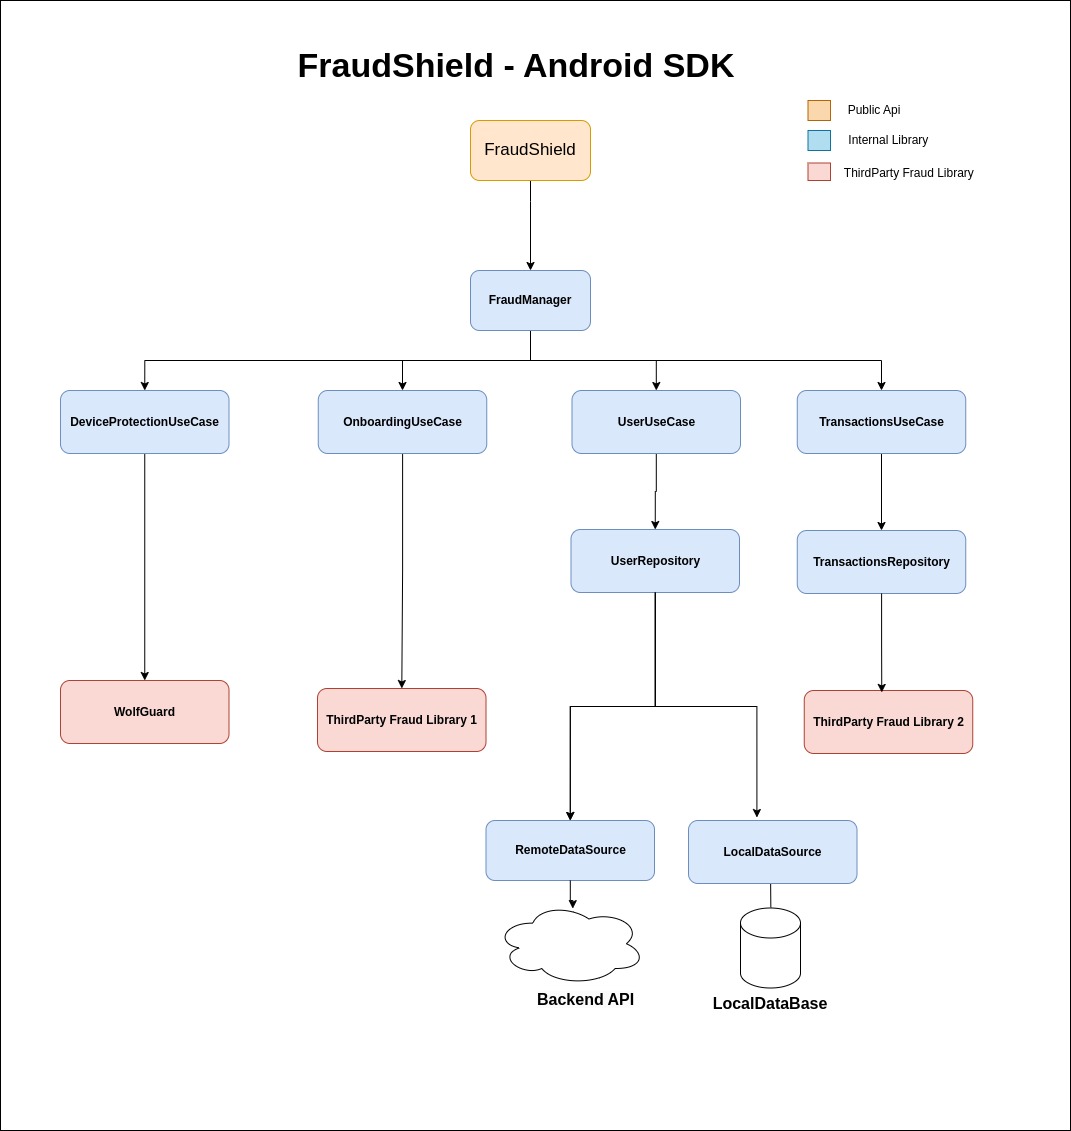 FraudShield - Android SDK
Public Api
Internal Library
ThirdParty Fraud Library
FraudShield
FraudManager
DeviceProtectionUseCase
OnboardingUseCase
UserUseCase
TransactionsUseCase
UserRepository
TransactionsRepository
WolfGuard
ThirdParty Fraud Library 1
ThirdParty Fraud Library 2
RemoteDataSource
LocalDataSource
Backend API
LocalDataBase